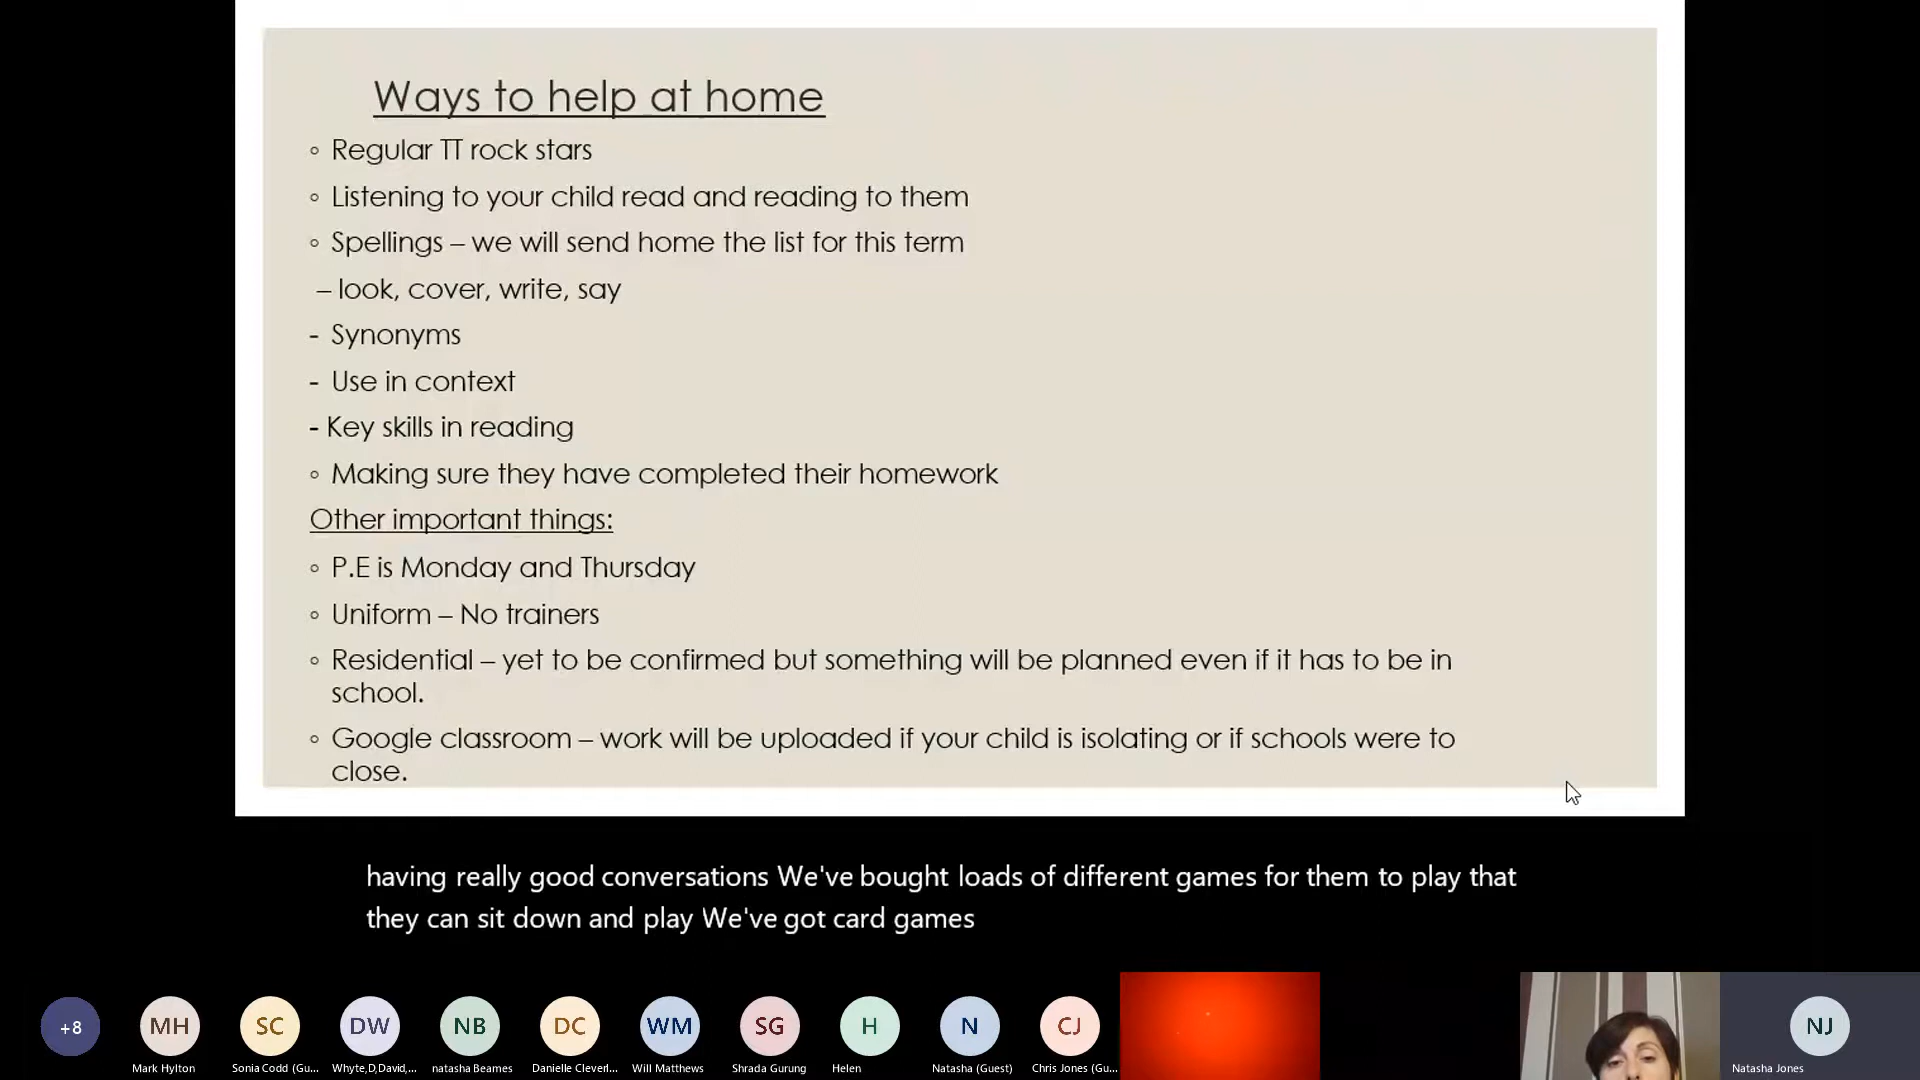 Ways to help at home
◦ Regular TT rock stars
◦ Listening to your child read and reading to them
◦ Spellings – we will send home the list for this term
– look, cover, write, say
- Synonyms
- Use in context
- Key skills in reading
◦ Making sure they have completed their homework
Other important things:
◦ P.E is Monday and Thursday
◦ Uniform – No trainers
◦ Residential – yet to be confirmed but something will be planned even if it has to be in
school.
◦ Google classroom – work will be uploaded if your child is isolating or if schools were to
close.
having really good conversations We've bought loads of different games for them to play that
they can sit down and play We've got card games
+8 MH SC DW NB DC WM SG H N CJ NJ
Mark Hylton Sonia Codd (Gu... Whyte,D,David,... natasha Beames Danielle Cleverl... Will Matthews Shrada Gurung Helen Natasha (Guest) Chris Jones (Gu... Natasha Jones